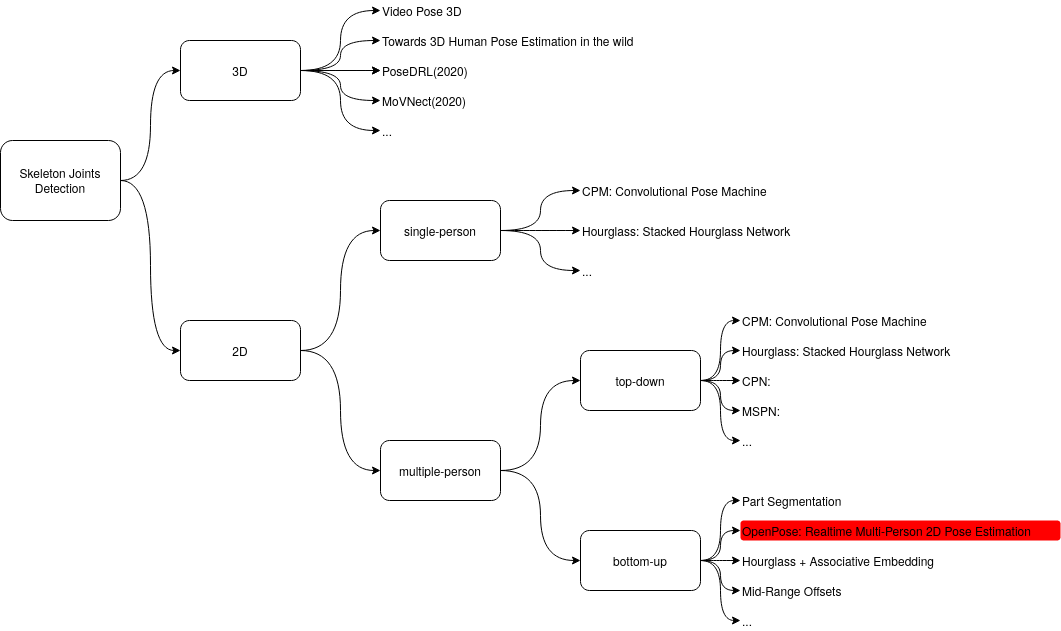 Video Pose 3D
Towards 3D Human Pose Estimation in the wild
3D
PoseDRL(2020)
MoVNect(2020)
...
Skeleton Joints
Detection
CPM: Convolutional Pose Machine
single-person
Hourglass: Stacked Hourglass Network
...
2D
CPM: Convolutional Pose Machine
Hourglass: Stacked Hourglass Network
top-down
CPN:
MSPN:
...
multiple-person
Part Segmentation
OpenPose: Realtime Multi-Person 2D Pose Estimation
bottom-up
Hourglass + Associative Embedding
Mid-Range Offsets
...